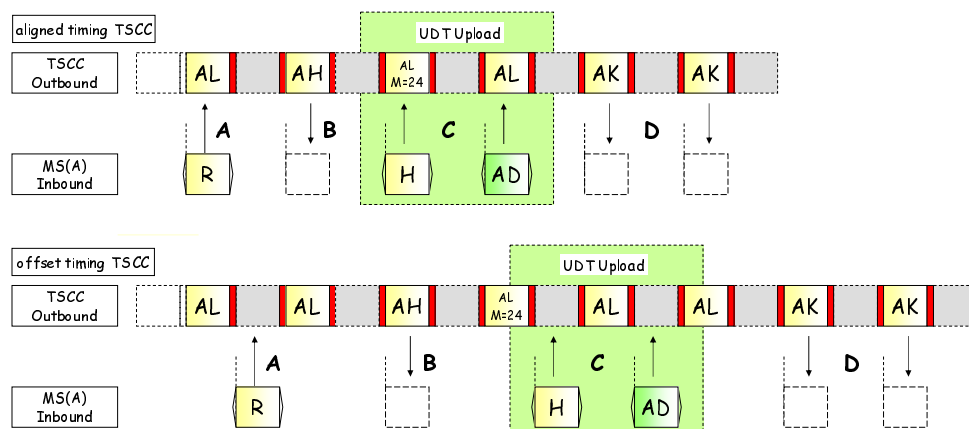 aligned timing TSCC
UDT Upload
TSCC
Outbound
AL
AH
AL
M=24
AL
AK
AK
A
B
C
D
MS(A)
Inbound
R
H
AD
offset timing TSCC
UDT Upload
TSCC
Outbound
AL
AL
AH
AL
M=24
AL
AL
AK
AK
A
B
C
D
MS(A)
Inbound
R
H
AD